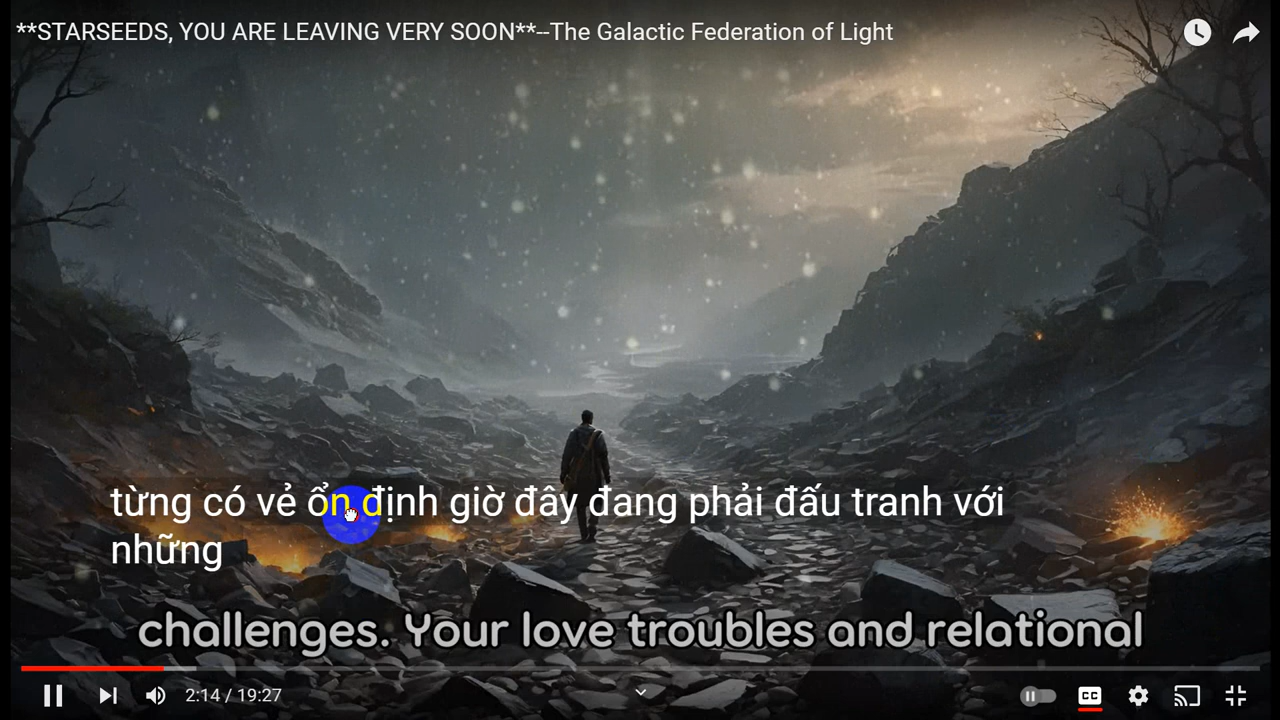 **STARSEEDS, YOU ARE LEAVING VERY SOON**--The Galactic Federation of Light
từng có vẻ ổn định giờ đây đang phải đấu tranh với
những
challenges. Your love troubles and relational
2:14 / 19:27
CC